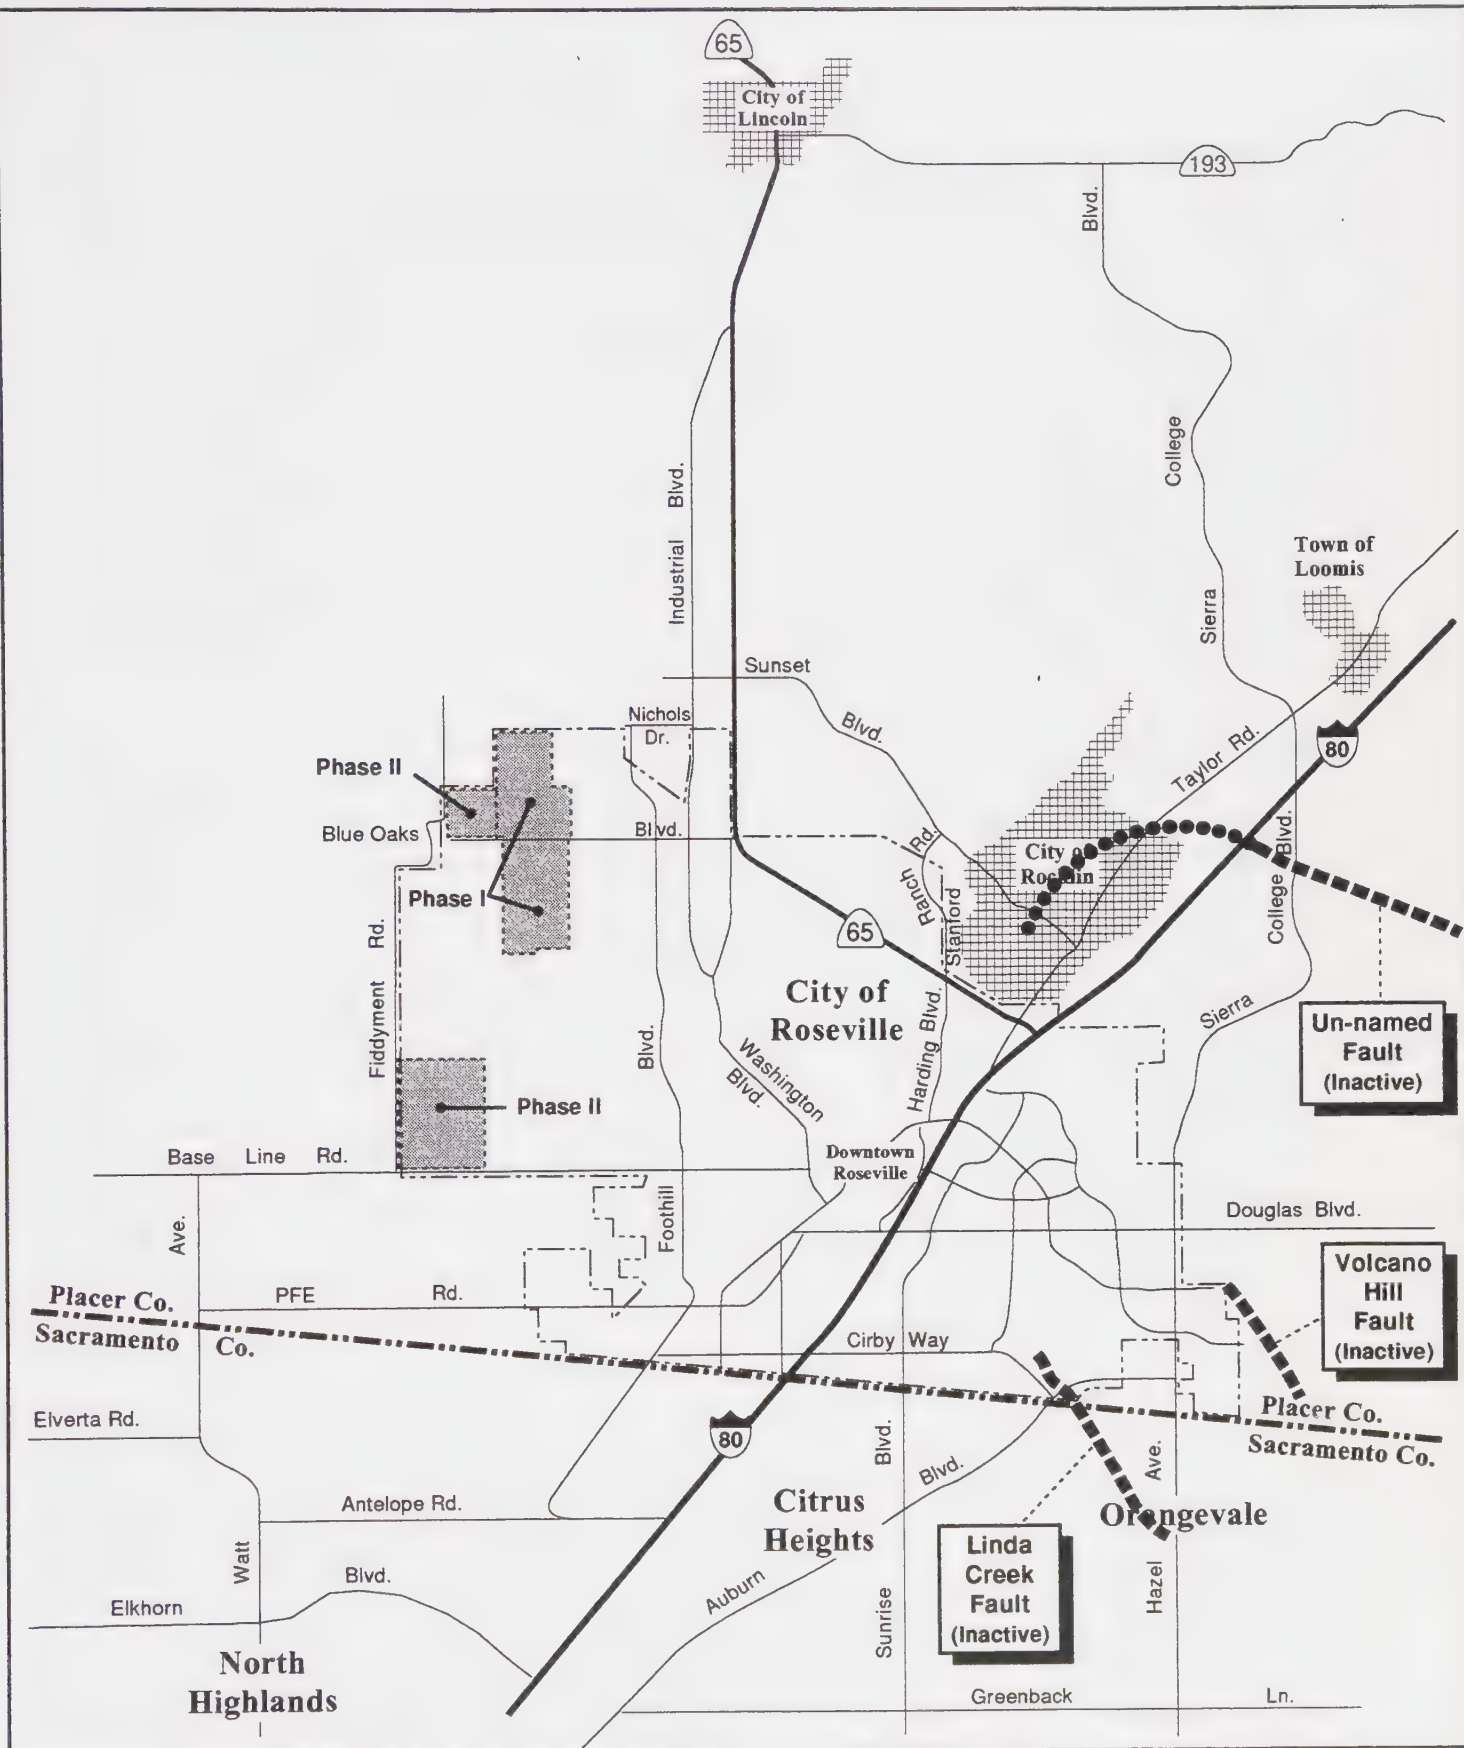 65
City of
Lincoln
193
Blvd.
College
Industrial Blvd.
Town of
Loomis
Sierra
Sunset
Blvd.
Nichols
Dr.
80
Taylor Rd.
Phase II
Blue Oaks
Blvd.
Rd.
City of
Rocklin
College Blvd.
Phase I
Ranch
Stanford
65
Fiddyment Rd.
City of
Roseville
Harding Blvd.
Sierra
Un-named
Fault
(Inactive)
Blvd.
Washington
Blvd.
Phase II
Base Line Rd.
Downtown
Roseville
Foothill
Ave.
Douglas Blvd.
Volcano
Hill
Fault
(Inactive)
PFE Rd.
Placer Co.
Sacramento Co.
Cirby Way
Placer Co.
Sacramento Co.
Elverta Rd.
80
Blvd.
Blvd.
Ave.
Antelope Rd.
Citrus
Heights
Orangevale
Linda
Creek
Fault
(Inactive)
Watt
Blvd.
Auburn
Sunrise
Hazel
Elkhorn
North
Highlands
Greenback Ln.